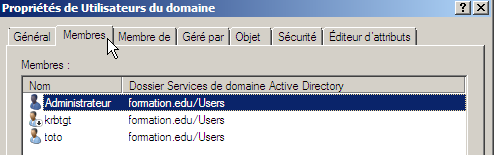 Propriétés de Utilisateurs du domaine
Général Membres Membre de Géré par Objet Sécurité Éditeur d'attributs
Membres :
Nom Dossier Services de domaine Active Directory
Administrateur formation.edu/Users
krbtgt formation.edu/Users
toto formation.edu/Users